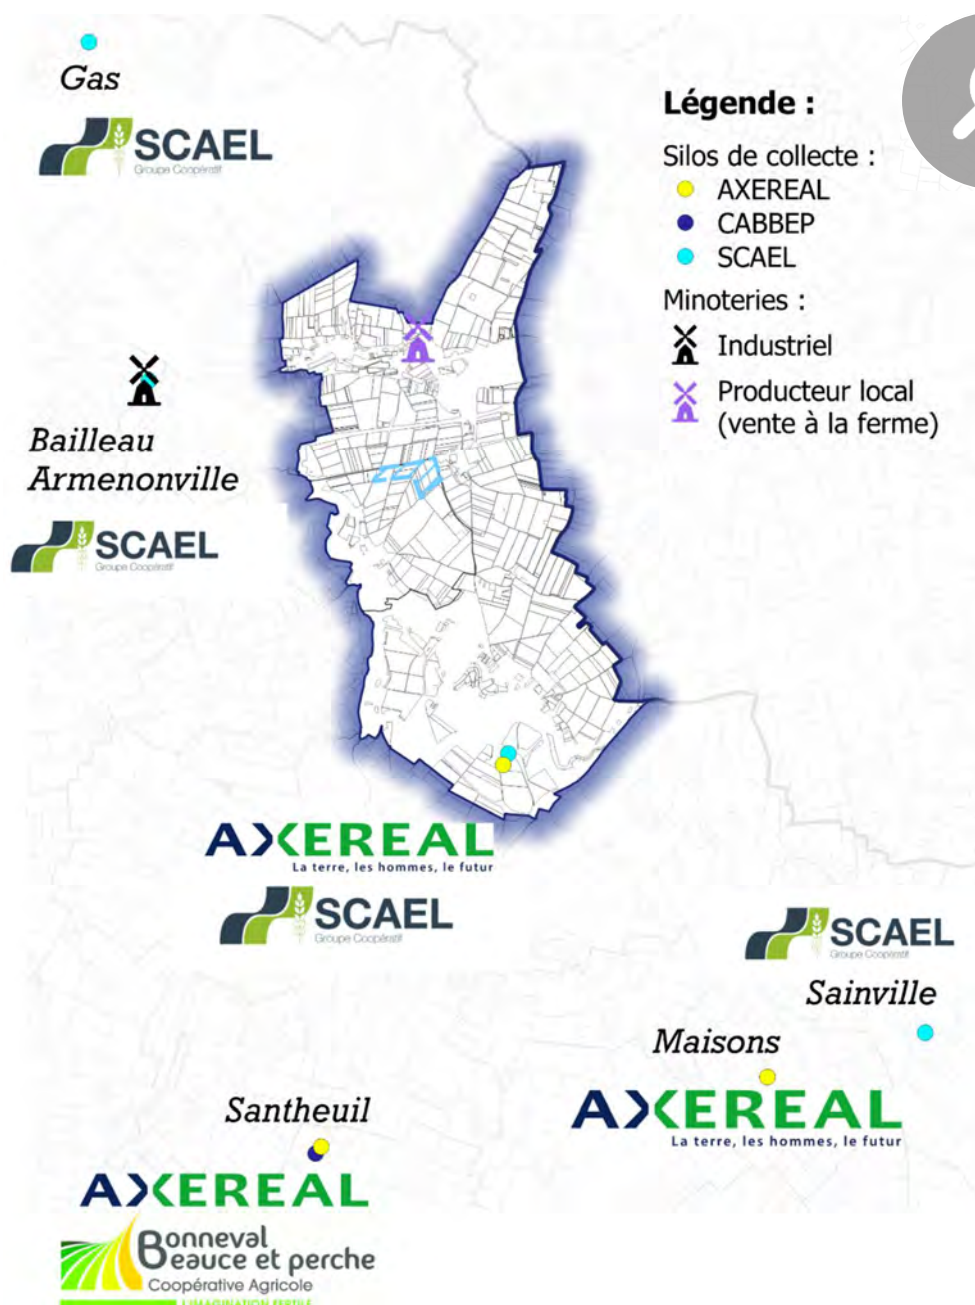 Gas
SCAEL
Groupe Coopératif
Légende :
Silos de collecte :
AXEREAL
CABBEP
SCAEL
Minoteries :
Industriel
Producteur local
(vente à la ferme)
Bailleau
Armenonville
SCAEL
Groupe Coopératif
AXEREAL
La terre, les hommes, le futur
SCAEL
Groupe Coopératif
SCAEL
Groupe Coopératif
Sainville
Maisons
AXEREAL
La terre, les hommes, le futur
Santheuil
AXEREAL
Bonneval
Beauce et perche
Coopérative Agricole
L'IMAGINATION FERTILE